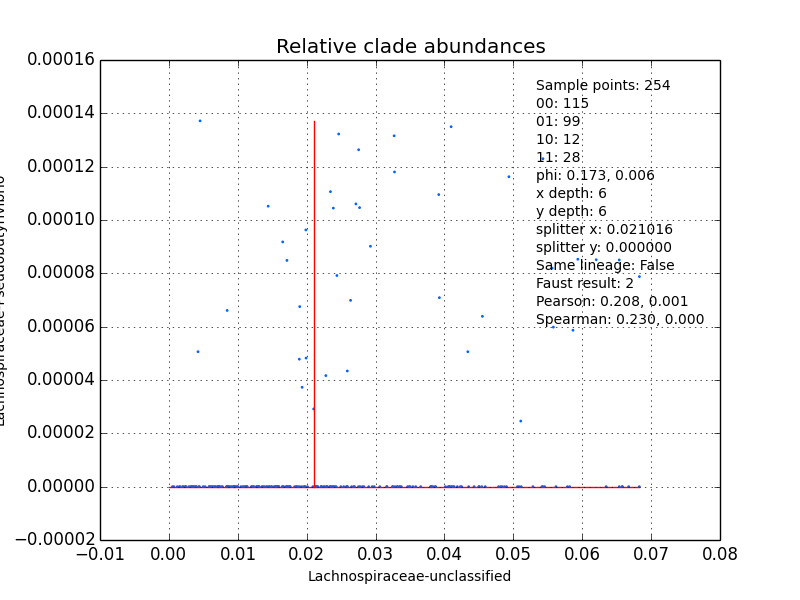 Relative clade abundances
0.00016
0.00014
0.00012
0.00010
0.00008
0.00006
0.00004
0.00002
0.00000
−0.00002
Sample points: 254
00: 115
01: 99
10: 12
11: 28
phi: 0.173, 0.006
x depth: 6
y depth: 6
splitter x: 0.021016
splitter y: 0.000000
Same lineage: False
Faust result: 2
Pearson: 0.208, 0.001
Spearman: 0.230, 0.000
−0.01 0.00 0.01 0.02 0.03 0.04 0.05 0.06 0.07 0.08
Lachnospiraceae-unclassified